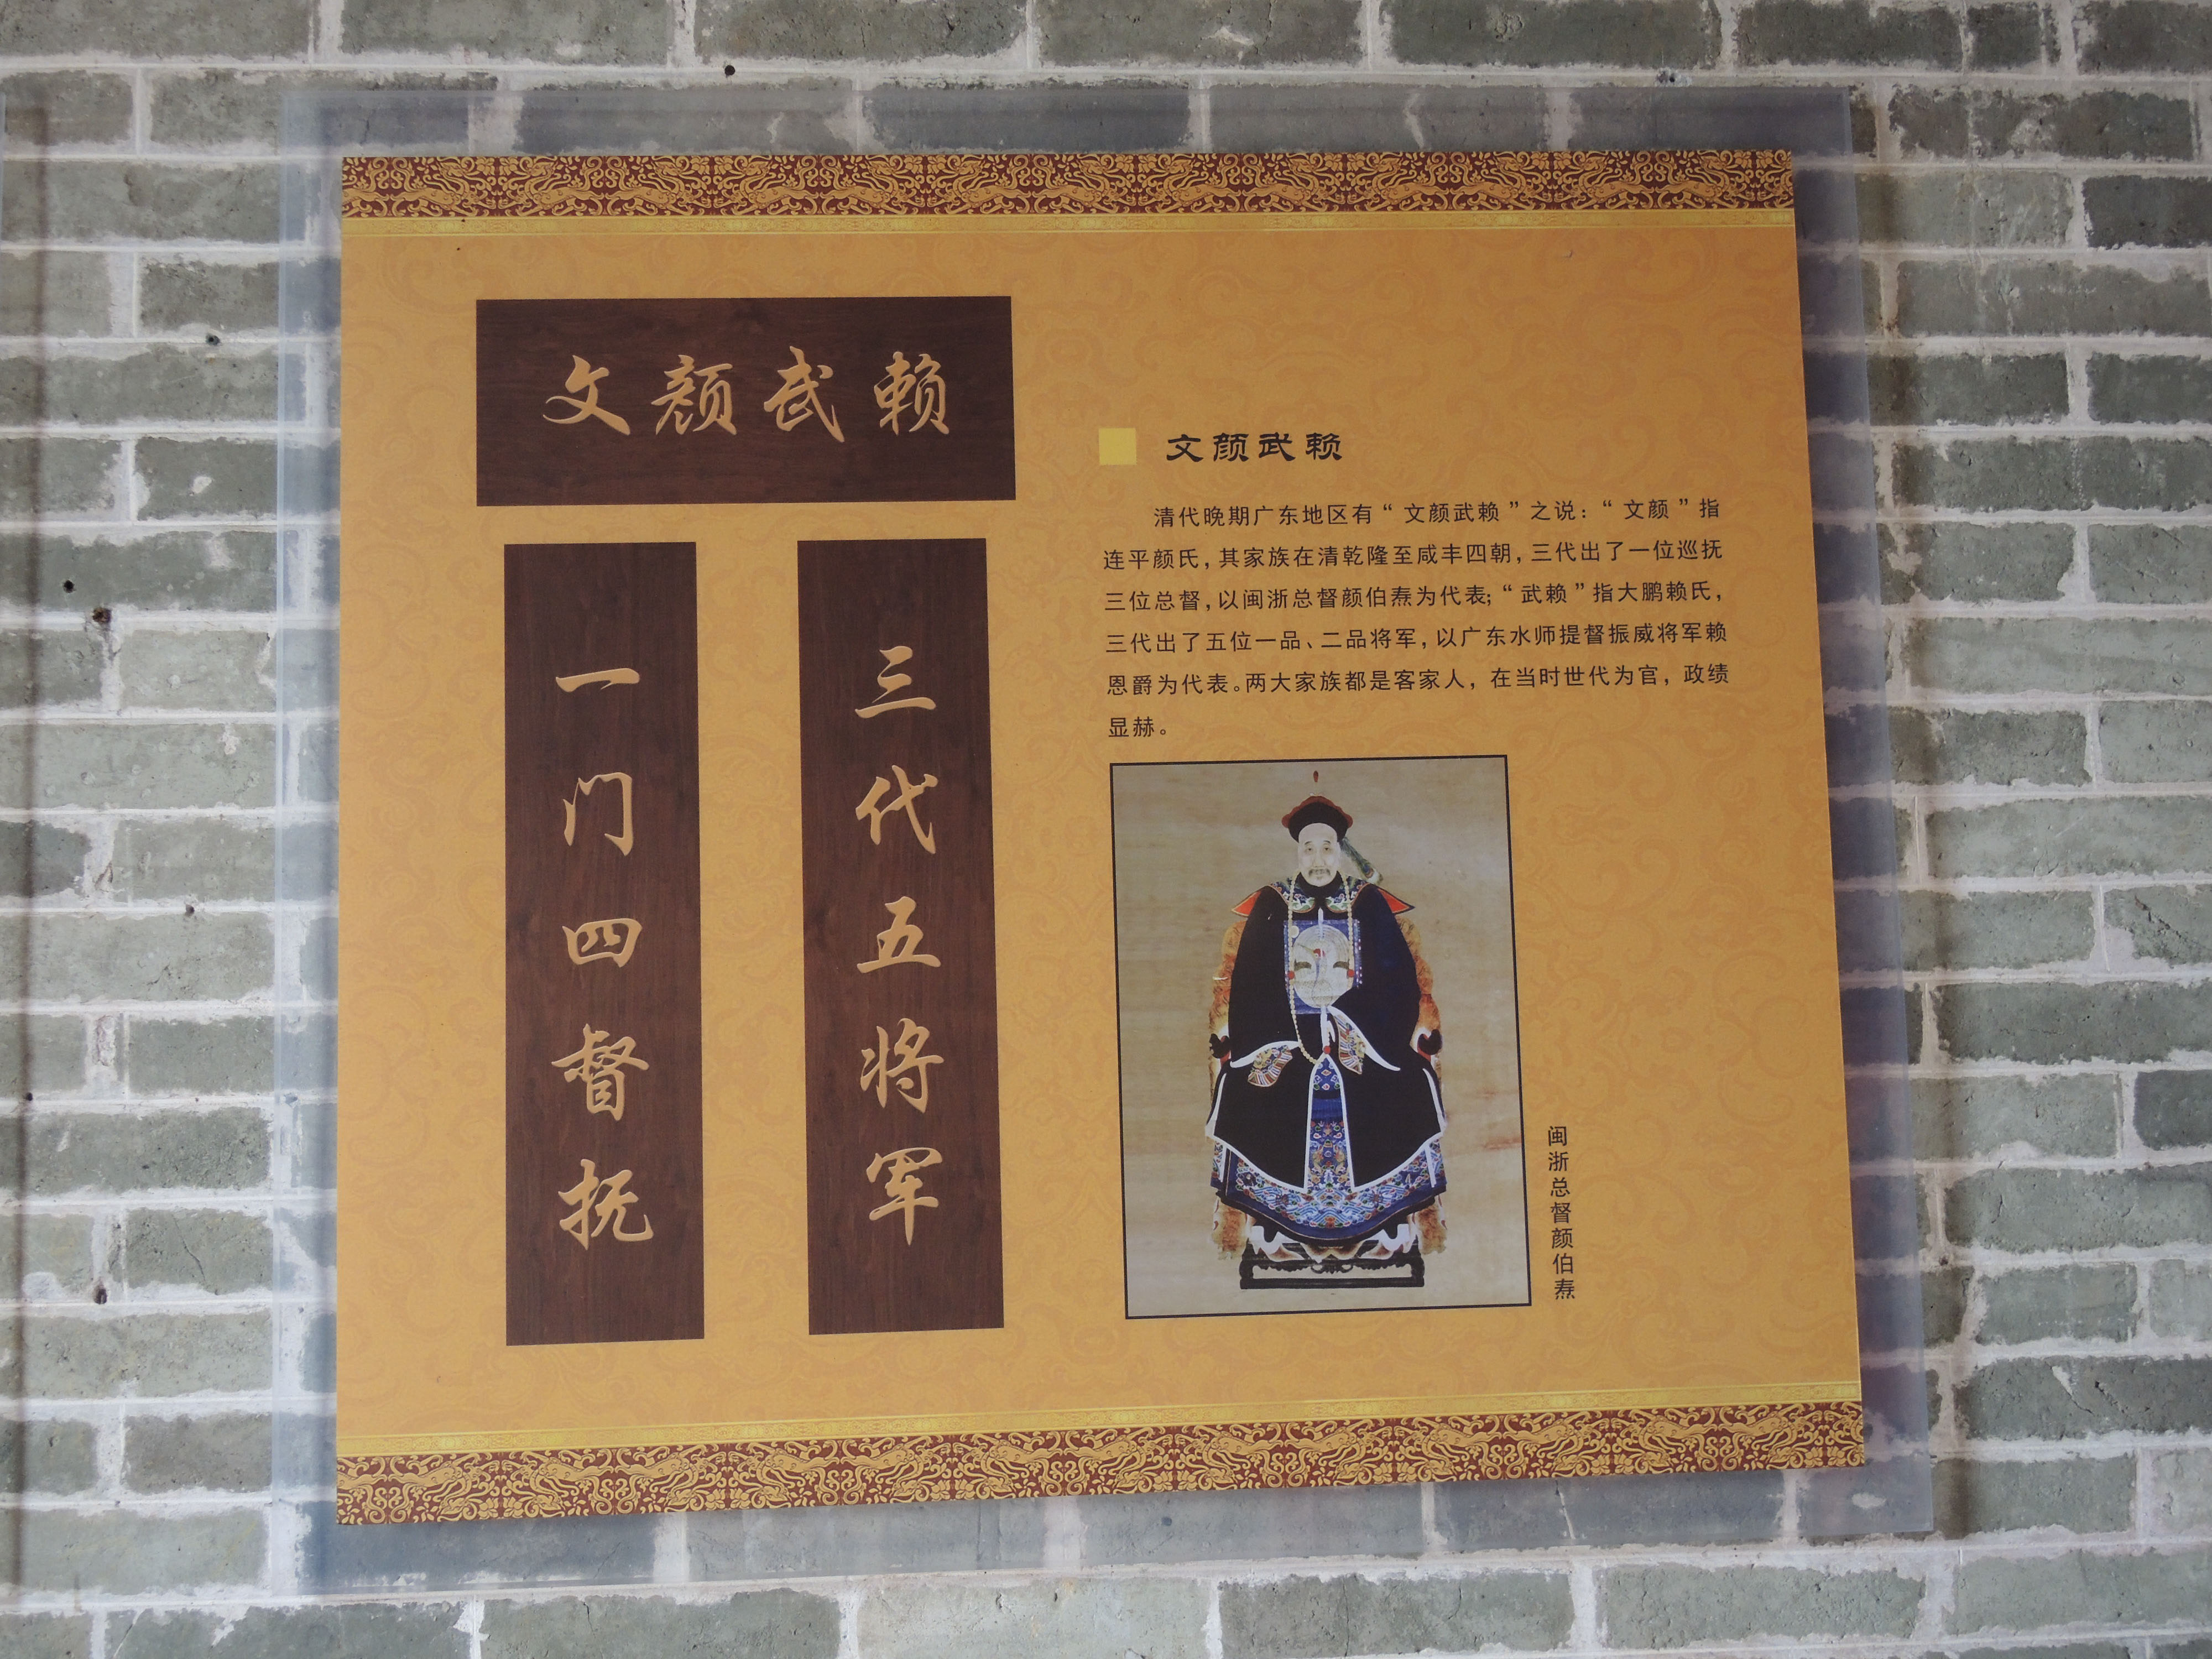 文颜武赖
一门四督抚
三代五将军
文颜武赖
清代晚期广东地区有“文颜武赖”之说：“文颜”指
连平颜氏，其家族在清乾隆至咸丰四朝，三代出了一位巡抚
三位总督，以闽浙总督颜伯焘为代表；“武赖”指大鹏赖氏，
三代出了五位一品、二品将军，以广东水师提督振威将军赖
恩爵为代表。两大家族都是客家人，在当时世代为官，政绩
显赫。
闽浙总督颜伯焘